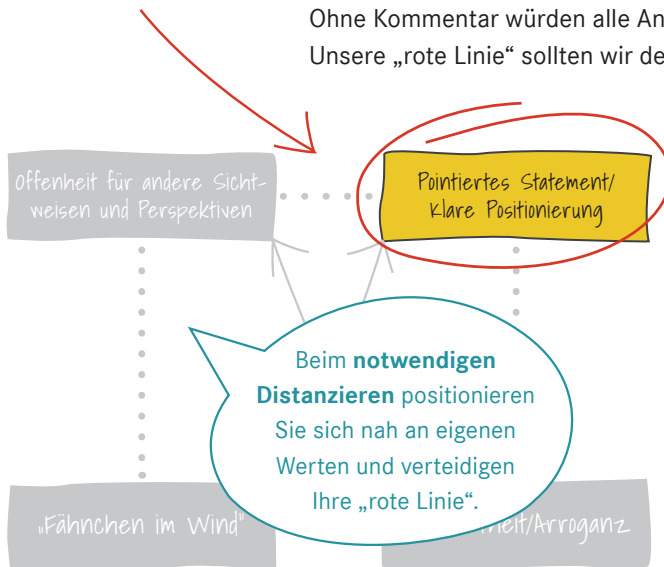 Ohne Kommentar würden alle An
Unsere „rote Linie“ sollten wir de
Offenheit für andere Sicht-
weisen und Perspektiven
Pointiertes Statement/
Klare Positionierung
Beim notwendigen
Distanzieren positionieren
Sie sich nah an eigenen
Werten und verteidigen
Ihre „rote Linie“.
„Fähnchen im Wind“
heit/Arroganz